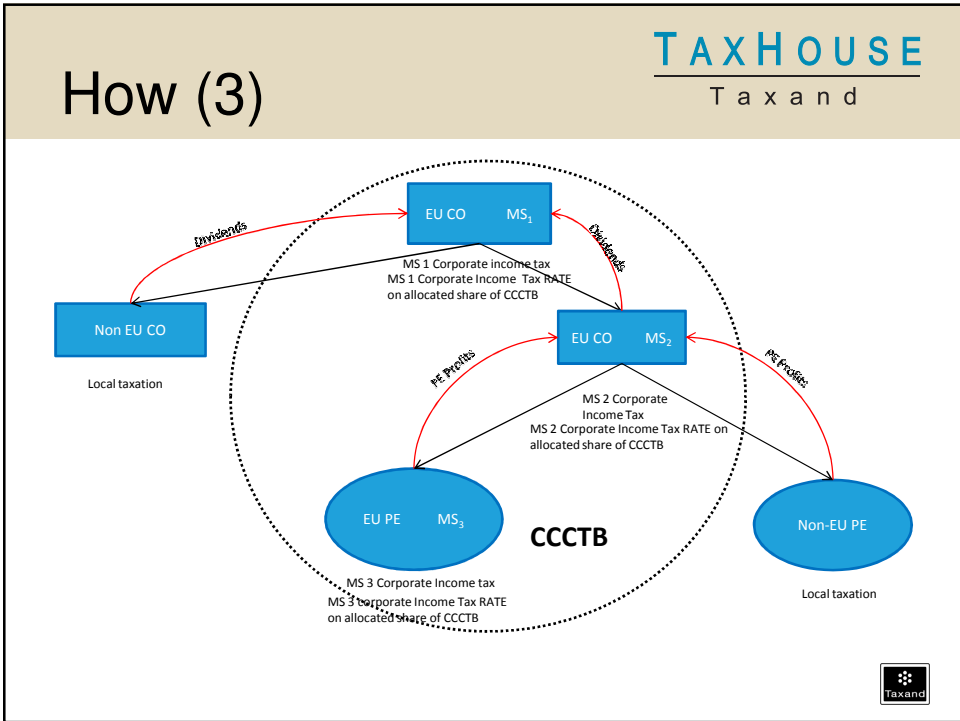 How (3)
TAXHOUSE
Taxand
EU CO MS₁
Dividends
Dividends
MS 1 Corporate income tax
MS 1 Corporate Income Tax RATE
on allocated share of CCCTB
Non EU CO
EU CO MS₂
Local taxation
PE Profits
PE Profits
MS 2 Corporate
Income Tax
MS 2 Corporate Income Tax RATE on
allocated share of CCCTB
EU PE MS₃
CCCTB
Non-EU PE
MS 3 Corporate Income tax
MS 3 corporate Income Tax RATE
on allocated share of CCCTB
Local taxation
Taxand